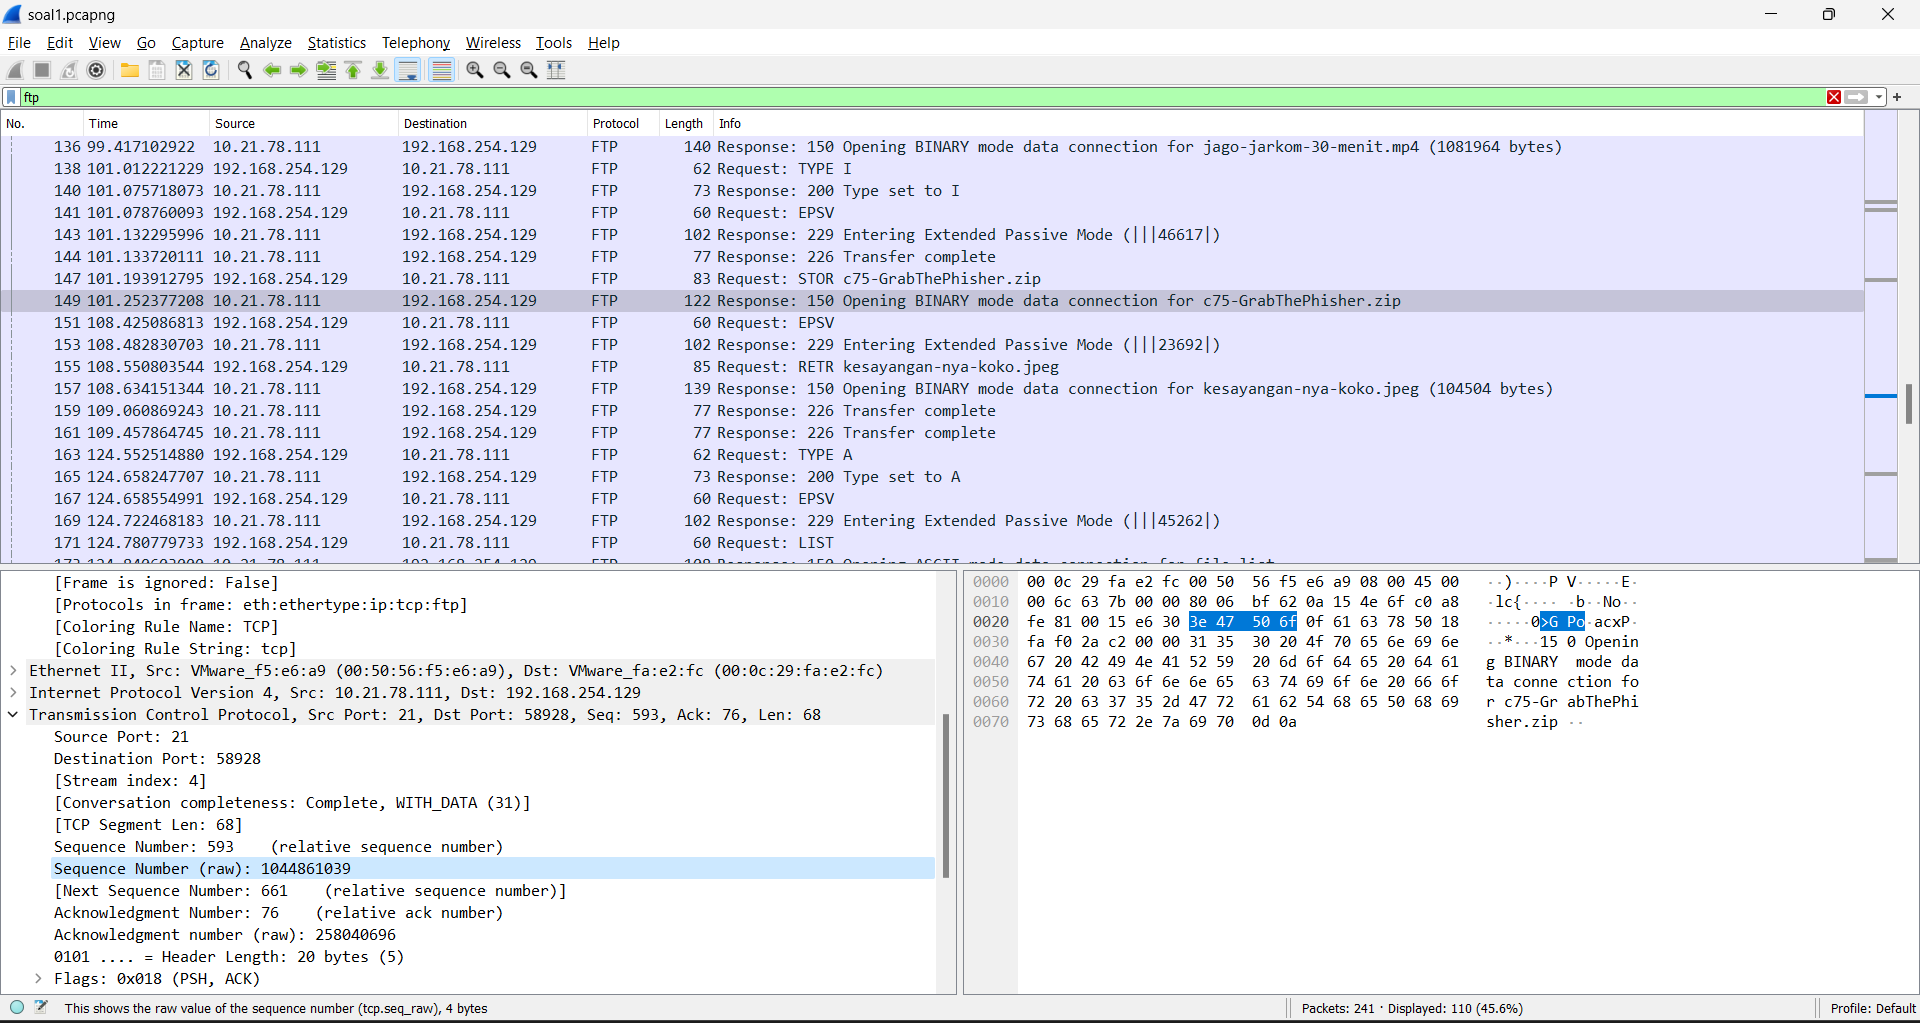 soal1.pcapng
File Edit View Go Capture Analyze Statistics Telephony Wireless Tools Help
ftp
No. Time Source Destination Protocol Length Info
136 99.417102922 10.21.78.111 192.168.254.129 FTP 140 Response: 150 Opening BINARY mode data connection for jago-jarkom-30-menit.mp4 (1081964 bytes)
138 101.012221229 192.168.254.129 10.21.78.111 FTP 62 Request: TYPE I
140 101.075718073 10.21.78.111 192.168.254.129 FTP 73 Response: 200 Type set to I
141 101.078760093 192.168.254.129 10.21.78.111 FTP 60 Request: EPSV
143 101.132295996 10.21.78.111 192.168.254.129 FTP 102 Response: 229 Entering Extended Passive Mode (|||46617|)
144 101.133720111 10.21.78.111 192.168.254.129 FTP 77 Response: 226 Transfer complete
147 101.193912795 192.168.254.129 10.21.78.111 FTP 83 Request: STOR c75-GrabThePhisher.zip
149 101.252377208 10.21.78.111 192.168.254.129 FTP 122 Response: 150 Opening BINARY mode data connection for c75-GrabThePhisher.zip
151 108.425086813 192.168.254.129 10.21.78.111 FTP 60 Request: EPSV
153 108.482830703 10.21.78.111 192.168.254.129 FTP 102 Response: 229 Entering Extended Passive Mode (|||23692|)
155 108.550803544 192.168.254.129 10.21.78.111 FTP 85 Request: RETR kesayangan-nya-koko.jpeg
157 108.634151344 10.21.78.111 192.168.254.129 FTP 139 Response: 150 Opening BINARY mode data connection for kesayangan-nya-koko.jpeg (104504 bytes)
159 109.060869243 10.21.78.111 192.168.254.129 FTP 77 Response: 226 Transfer complete
161 109.457864745 10.21.78.111 192.168.254.129 FTP 77 Response: 226 Transfer complete
163 124.552514880 192.168.254.129 10.21.78.111 FTP 62 Request: TYPE A
165 124.658247707 10.21.78.111 192.168.254.129 FTP 73 Response: 200 Type set to A
167 124.658554991 192.168.254.129 10.21.78.111 FTP 60 Request: EPSV
169 124.722468183 10.21.78.111 192.168.254.129 FTP 102 Response: 229 Entering Extended Passive Mode (|||45262|)
171 124.780779733 192.168.254.129 10.21.78.111 FTP 60 Request: LIST
[Frame is ignored: False]
[Protocols in frame: eth:ethertype:ip:tcp:ftp]
[Coloring Rule Name: TCP]
[Coloring Rule String: tcp]
Ethernet II, Src: VMware_f5:e6:a9 (00:50:56:f5:e6:a9), Dst: VMware_fa:e2:fc (00:0c:29:fa:e2:fc)
Internet Protocol Version 4, Src: 10.21.78.111, Dst: 192.168.254.129
Transmission Control Protocol, Src Port: 21, Dst Port: 58928, Seq: 593, Ack: 76, Len: 68
Source Port: 21
Destination Port: 58928
[Stream index: 4]
[Conversation completeness: Complete, WITH_DATA (31)]
[TCP Segment Len: 68]
Sequence Number: 593 (relative sequence number)
Sequence Number (raw): 1044861039
[Next Sequence Number: 661 (relative sequence number)]
Acknowledgment Number: 76 (relative ack number)
Acknowledgment number (raw): 258040696
0101 .... = Header Length: 20 bytes (5)
Flags: 0x018 (PSH, ACK)
0000 00 0c 29 fa e2 fc 00 50 56 f5 e6 a9 08 00 45 00 ··)····P V·····E·
0010 00 6c 63 7b 00 00 80 06 bf 62 0a 15 4e 6f c0 a8 ·lc{···· ·b··No··
0020 fe 81 00 15 e6 30 3e 47 50 6f 0f 61 63 78 50 18 ·····0>G Po·acxP·
0030 fa f0 2a c2 00 00 31 35 30 20 4f 70 65 6e 69 6e ··*···15 0 Openin
0040 67 20 42 49 4e 41 52 59 20 6d 6f 64 65 20 64 61 g BINARY mode da
0050 74 61 20 63 6f 6e 6e 65 63 74 69 6f 6e 20 66 6f ta conne ction fo
0060 72 20 63 37 35 2d 47 72 61 62 54 68 65 50 68 69 r c75-Gr abThePhi
0070 73 68 65 72 2e 7a 69 70 0d 0a sher.zip ··
This shows the raw value of the sequence number (tcp.seq_raw), 4 bytes
Packets: 241 · Displayed: 110 (45.6%)
Profile: Default